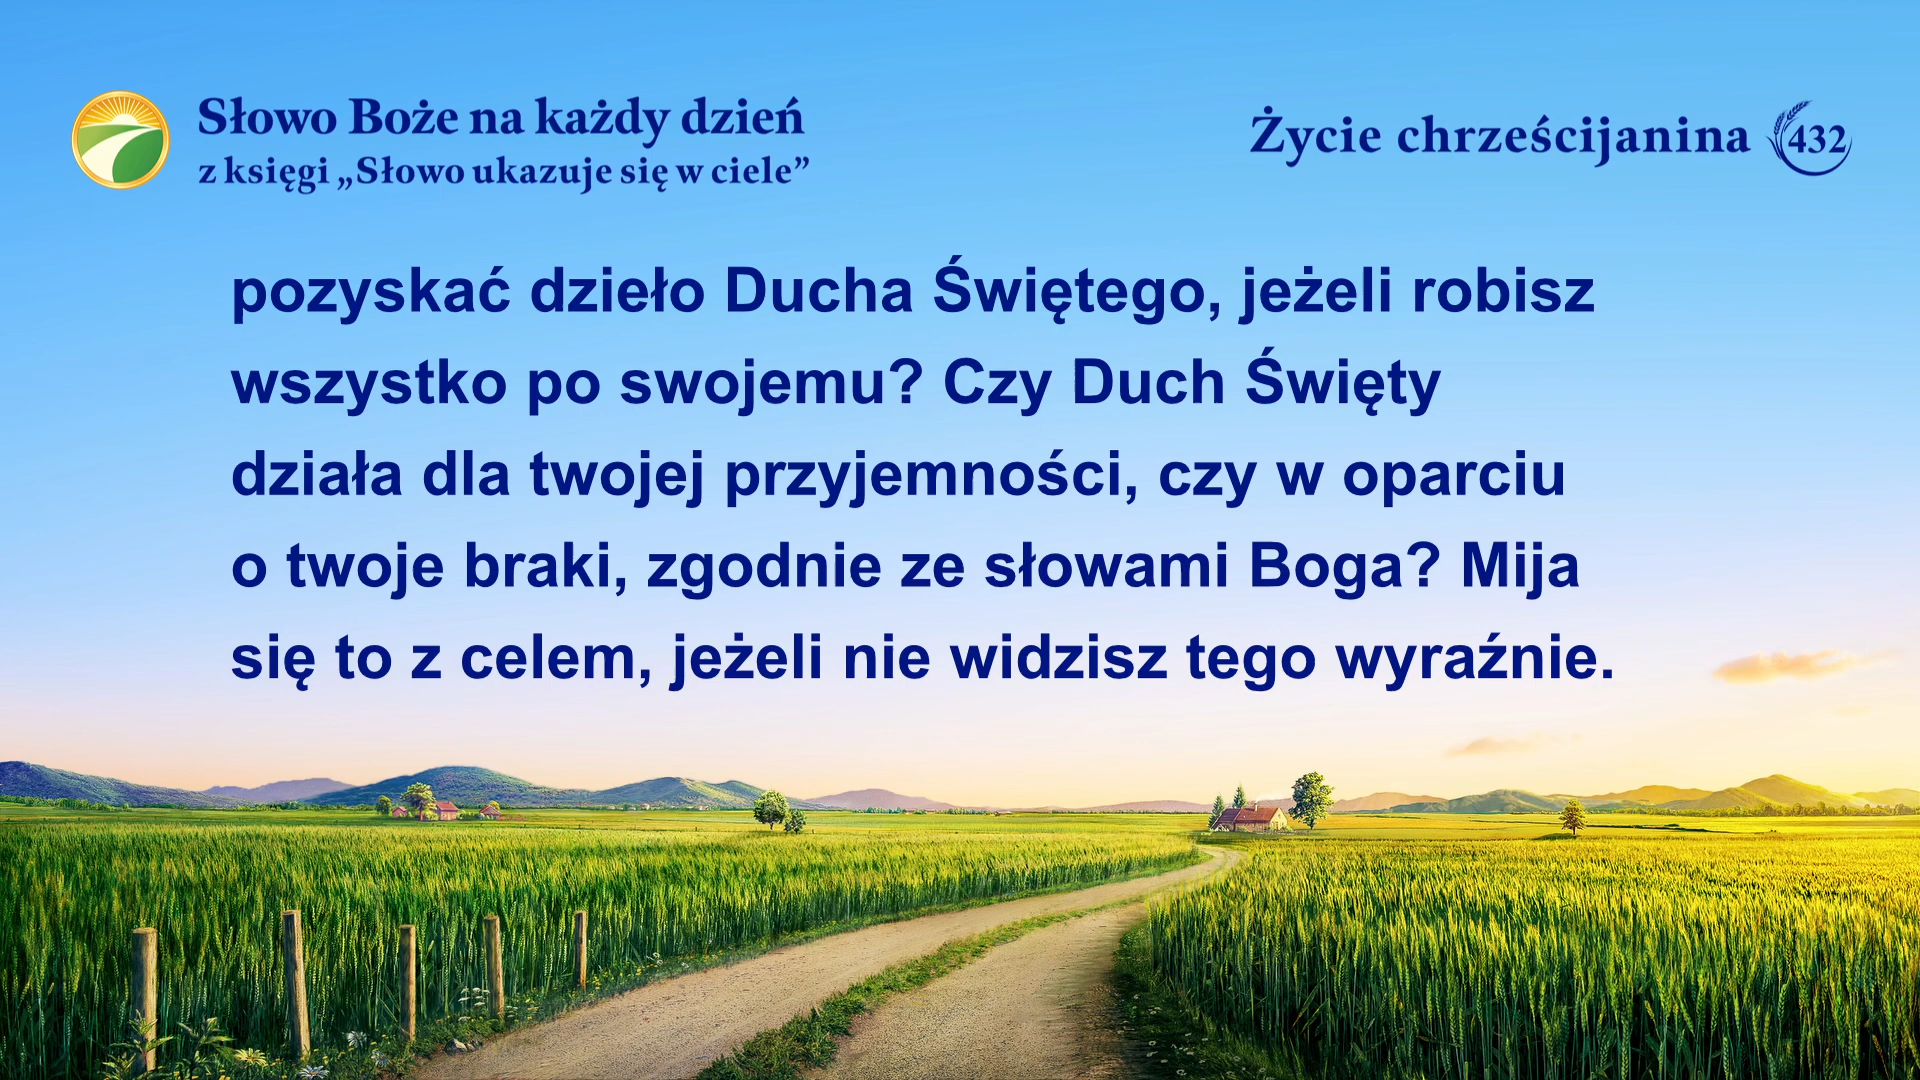 Słowo Boże na każdy dzień
z księgi „Słowo ukazuje się w ciele”
Życie chrześcijanina 432
pozyskać dzieło Ducha Świętego, jeżeli robisz
wszystko po swojemu? Czy Duch Święty
działa dla twojej przyjemności, czy w oparciu
o twoje braki, zgodnie ze słowami Boga? Mija
się to z celem, jeżeli nie widzisz tego wyraźnie.